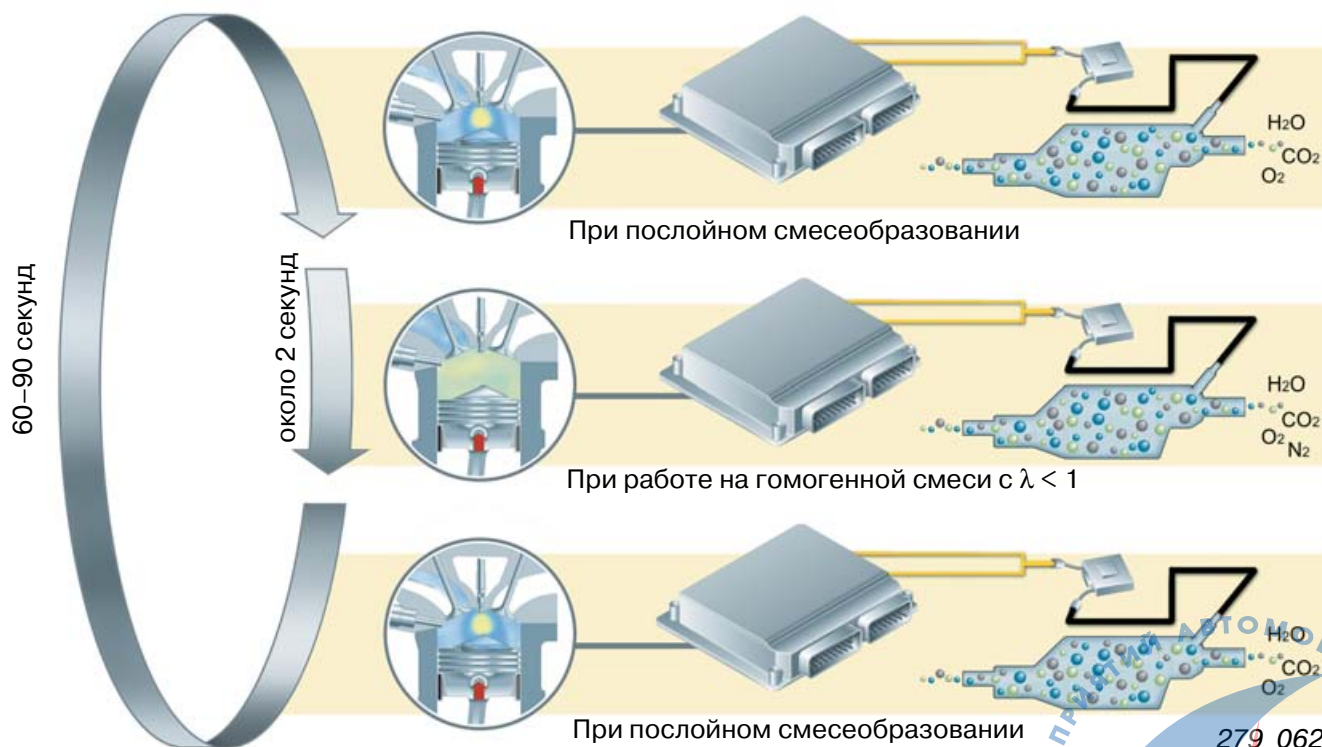 60–90 секунд
около 2 секунд
H2O
CO2
O2
При послойном смесеобразовании
H2O
CO2
O2
N2
При работе на гомогенной смеси с λ < 1
H2O
CO2
O2
При послойном смесеобразовании
279_062